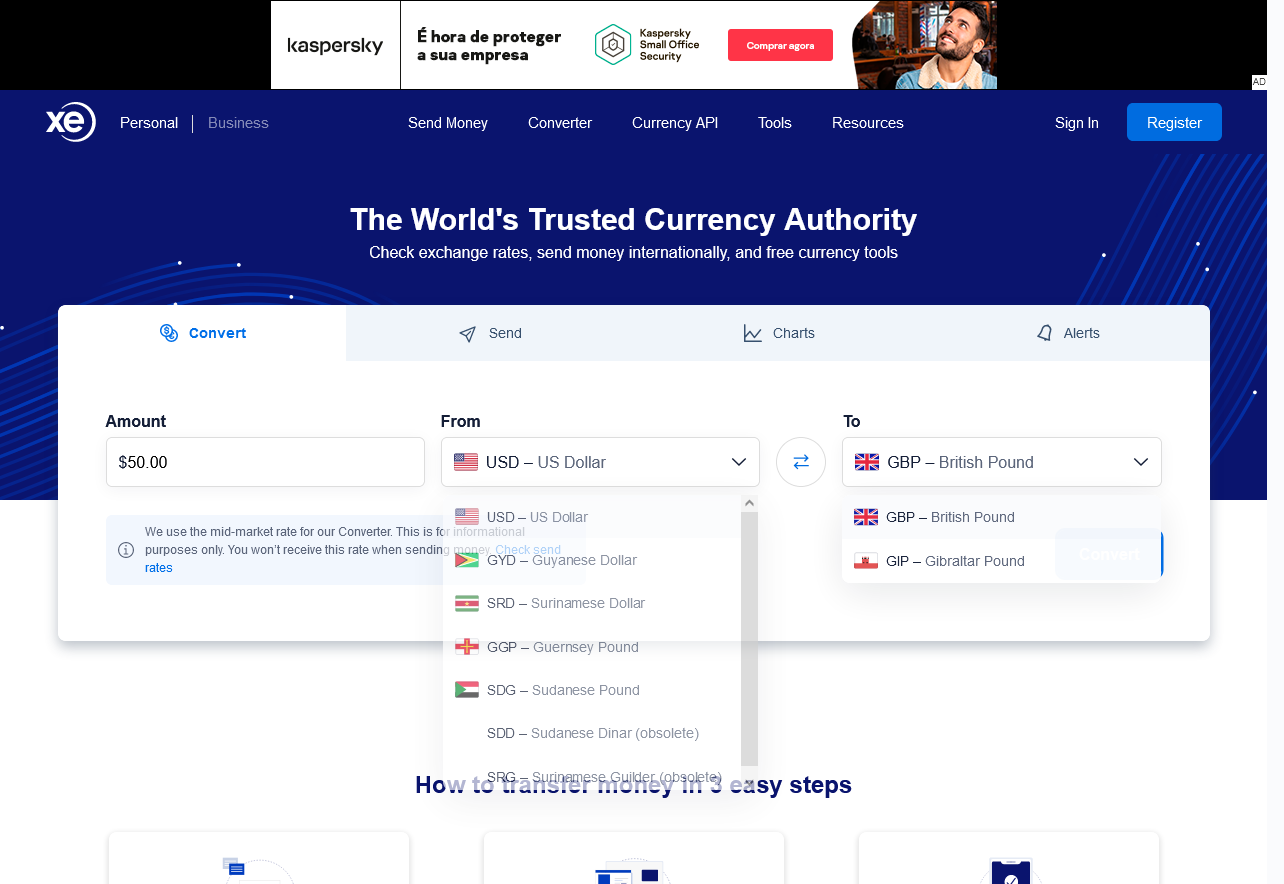 kaspersky
É hora de proteger
a sua empresa
Kaspersky
Small Office
Security
Comprar agora
AD
xe
Personal
Business
Send Money
Converter
Currency API
Tools
Resources
Sign In
Register
The World's Trusted Currency Authority
Check exchange rates, send money internationally, and free currency tools
Convert
Send
Charts
Alerts
Amount
From
To
$50.00
USD – US Dollar
GBP – British Pound
We use the mid-market rate for our Converter. This is for informational
purposes only. You won’t receive this rate when sending money. Check send
rates
USD – US Dollar
GYD – Guyanese Dollar
SRD – Surinamese Dollar
GGP – Guernsey Pound
SDG – Sudanese Pound
SDD – Sudanese Dinar (obsolete)
SRG – Surinamese Guilder (obsolete)
GBP – British Pound
GIP – Gibraltar Pound
Convert
How to transfer money in 3 easy steps